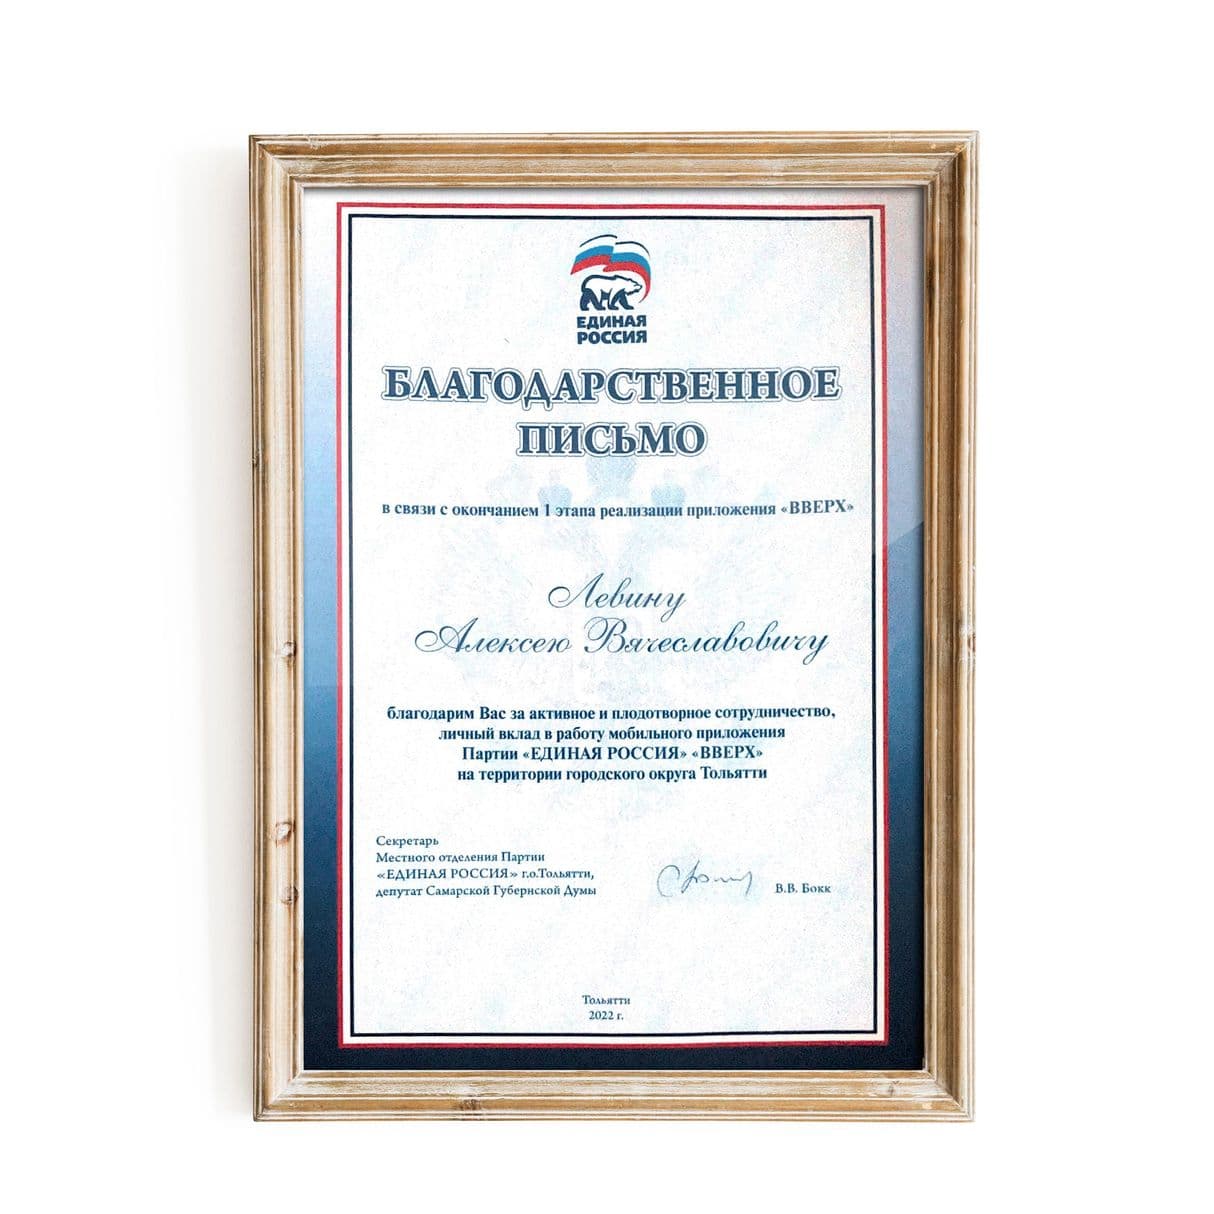 ЕДИНАЯ
РОССИЯ
БЛАГОДАРСТВЕННОЕ
ПИСЬМО
в связи с окончанием 1 этапа реализации приложения «ВВЕРХ»
Левину
Алексею Вячеславовичу
благодарим Вас за активное и плодотворное сотрудничество,
личный вклад в работу мобильного приложения
Партии «ЕДИНАЯ РОССИЯ» «ВВЕРХ»
на территории городского округа Тольятти
Секретарь
Местного отделения Партии
«ЕДИНАЯ РОССИЯ» г.о.Тольятти,
депутат Самарской Губернской Думы
В.В. Бокк
Тольятти
2022 г.